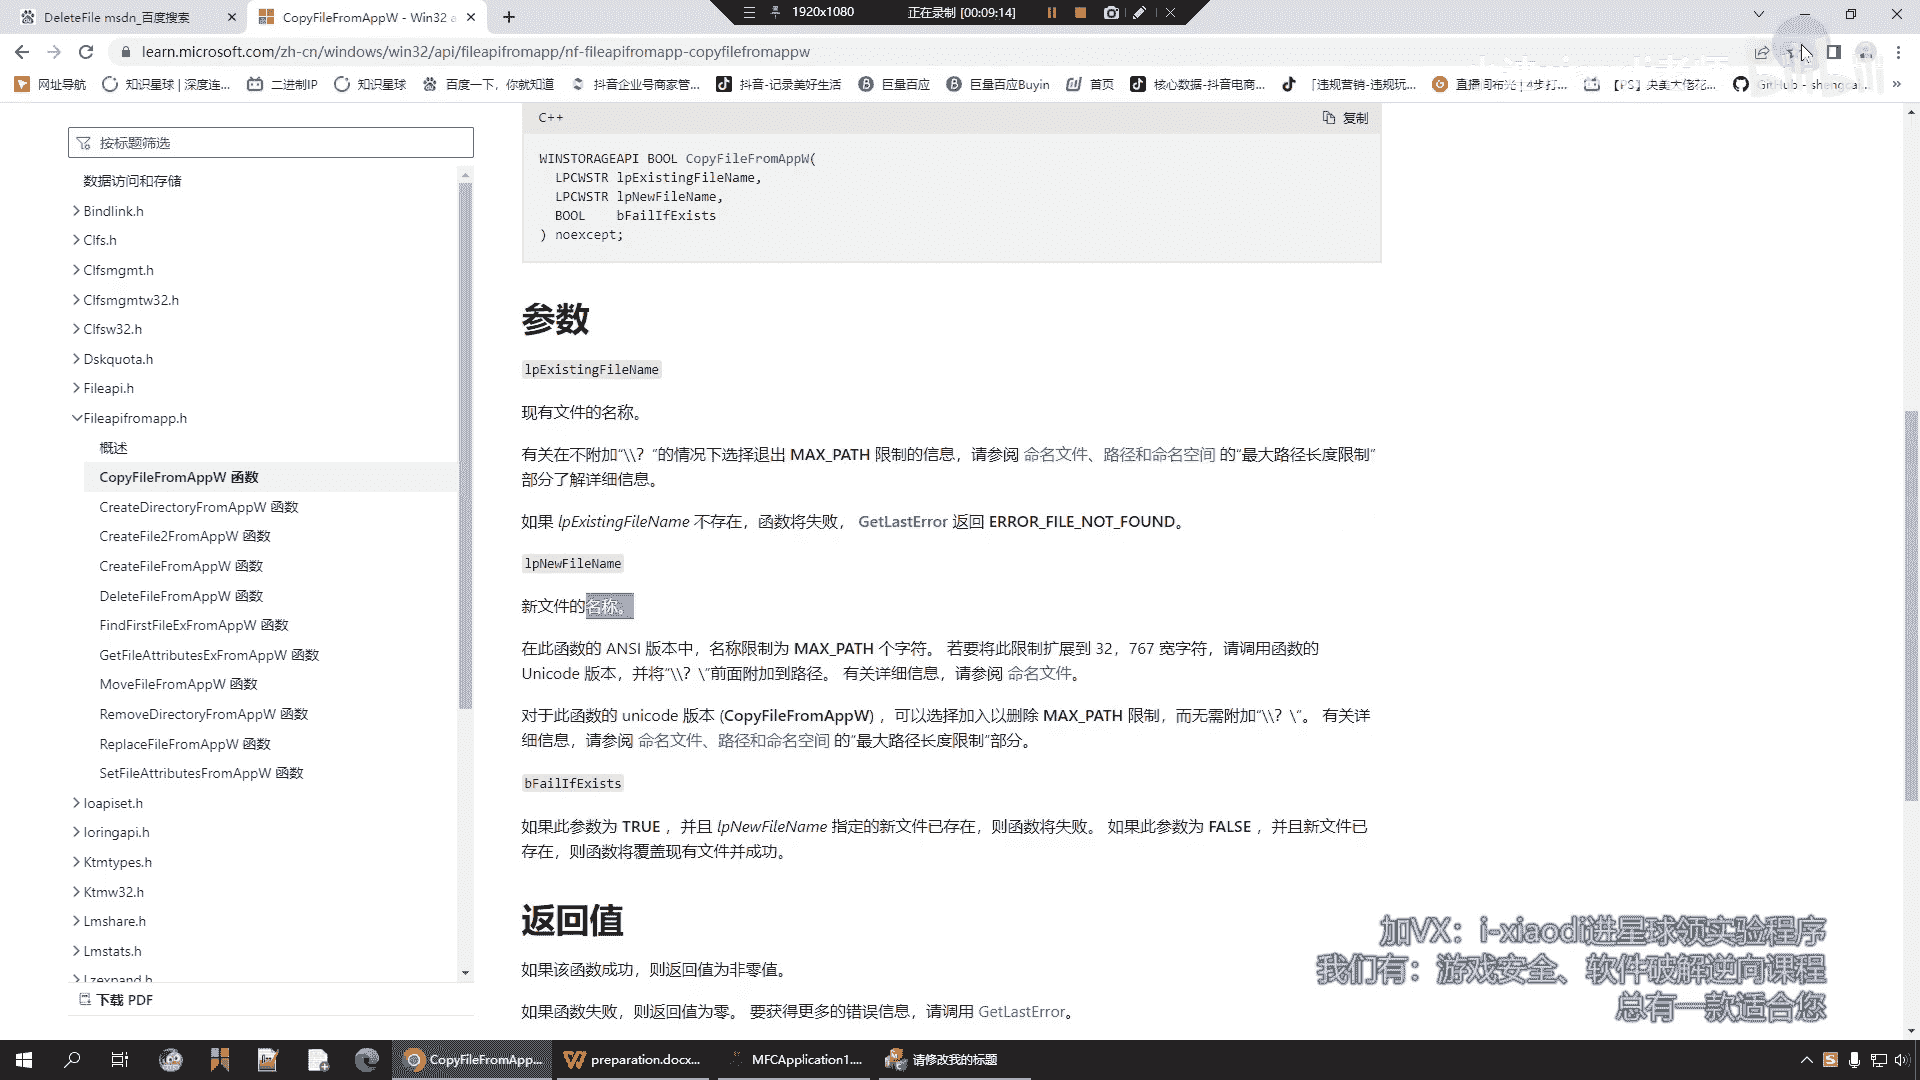 DeleteFile msdn_百度搜索
CopyFileFromAppW - Win32 a
1920x1080
正在录制 [00:09:14]
learn.microsoft.com/zh-cn/windows/win32/api/fileapifromapp/nf-fileapifromapp-copyfilefromappw
网址导航
知识星球 | 深度连...
二进制IP
知识星球
百度一下，你就知道
抖音企业号商家管...
抖音-记录美好生活
巨量百应
巨量百应Buyin
首页
核心数据-抖音电商...
「违规营销-违规玩...
直播间布光14步打...
GitHub - shengcai...
按标题筛选
数据访问和存储
Bindlink.h
Clfs.h
Clfsmgmt.h
Clfsmgmtw32.h
Clfsw32.h
Dskquota.h
Fileapi.h
Fileapifromapp.h
概述
CopyFileFromAppW 函数
CreateDirectoryFromAppW 函数
CreateFile2FromAppW 函数
CreateFileFromAppW 函数
DeleteFileFromAppW 函数
FindFirstFileExFromAppW 函数
GetFileAttributesExFromAppW 函数
MoveFileFromAppW 函数
RemoveDirectoryFromAppW 函数
ReplaceFileFromAppW 函数
SetFileAttributesFromAppW 函数
Ioapiset.h
Ioringapi.h
Ktmtypes.h
Ktmw32.h
Lmshare.h
Lmstats.h
Lzexpand.h
下载 PDF
C++
复制
WINSTORAGEAPI BOOL CopyFileFromAppW(
LPCWSTR lpExistingFileName,
LPCWSTR lpNewFileName,
BOOL bFailIfExists
) noexcept;
参数
lpExistingFileName
现有文件的名称。
有关在不附加“\\? ”的情况下选择退出 MAX_PATH 限制的信息，请参阅 命名文件、路径和命名空间 的“最大路径长度限制”
部分了解详细信息。
如果 lpExistingFileName 不存在，函数将失败， GetLastError 返回 ERROR_FILE_NOT_FOUND。
lpNewFileName
新文件的名称。
在此函数的 ANSI 版本中，名称限制为 MAX_PATH 个字符。 若要将此限制扩展到 32，767 宽字符，请调用函数的
Unicode 版本，并将“\\? \”前面附加到路径。 有关详细信息，请参阅 命名文件。
对于此函数的 unicode 版本 (CopyFileFromAppW) ，可以选择加入以删除 MAX_PATH 限制，而无需附加“\\? \”。 有关详
细信息，请参阅 命名文件、路径和命名空间 的“最大路径长度限制”部分。
bFailIfExists
如果此参数为 TRUE ，并且 lpNewFileName 指定的新文件已存在，则函数将失败。 如果此参数为 FALSE ，并且新文件已
存在，则函数将覆盖现有文件并成功。
返回值
如果该函数成功，则返回值为非零值。
如果函数失败，则返回值为零。 要获得更多的错误信息，请调用 GetLastError。
加VX：i-xiaodi进星球领实验程序
我们有：游戏安全、软件破解逆向课程
总有一款适合您
CopyFileFromApp...
preparation.docx...
MFCApplication1....
请修改我的标题